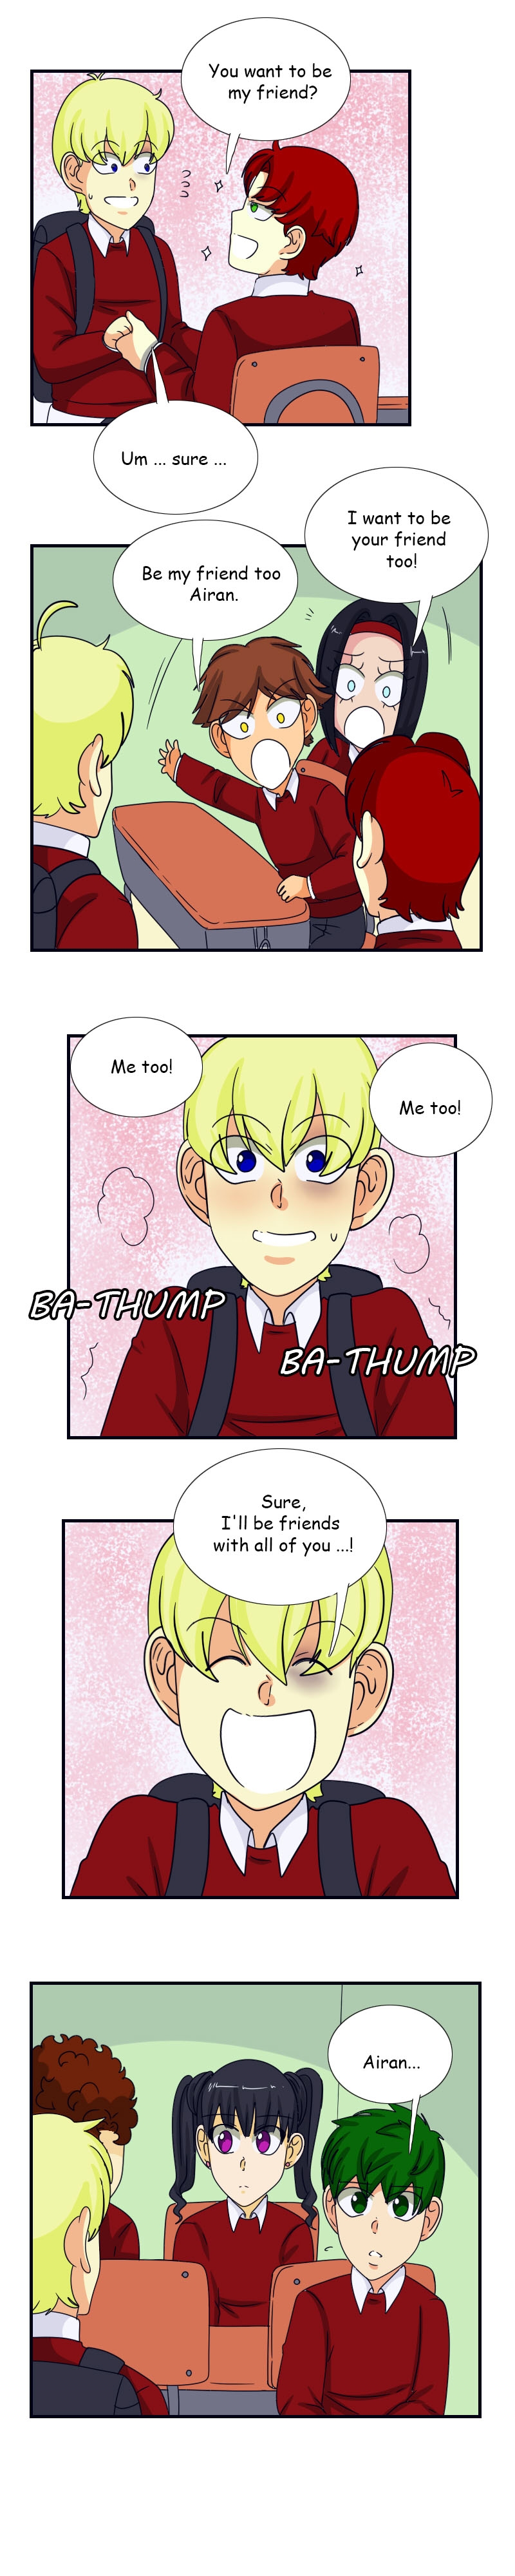 You want to be
my friend?
Um ... sure ...
I want to be
your friend
too!
Be my friend too
Airan.
Me too!
Me too!
BA-THUMP
BA-THUMP
Sure,
I'll be friends
with all of you ...!
Airan...